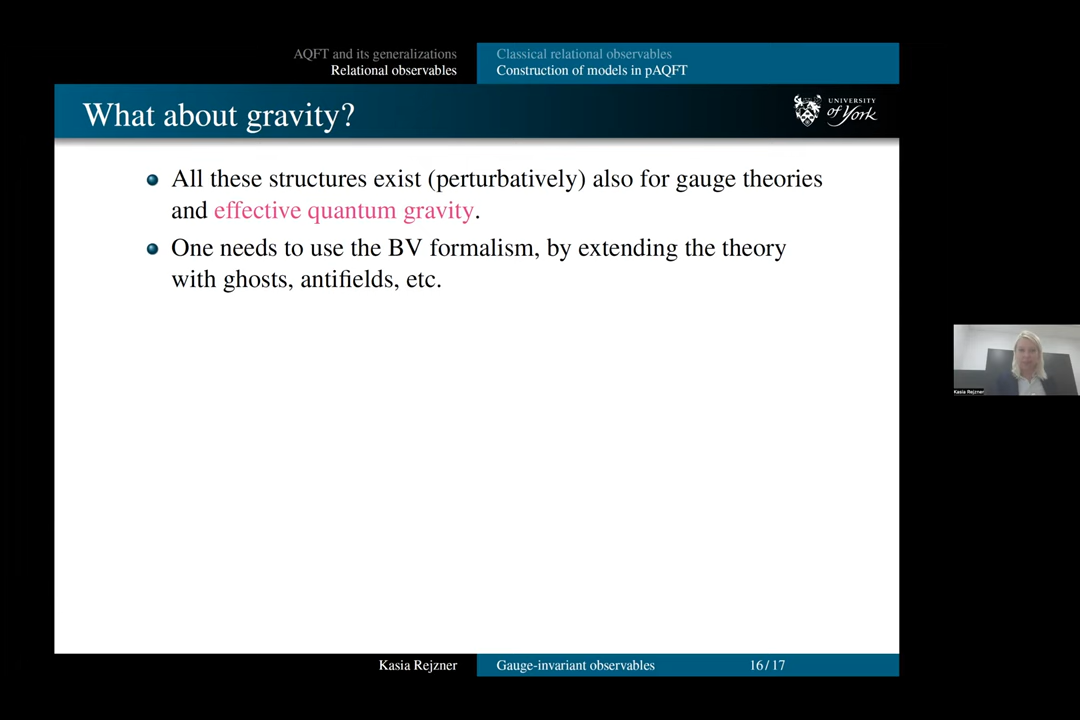 AQFT and its generalizations
Relational observables
Classical relational observables
Construction of models in pAQFT
What about gravity?
UNIVERSITY
of York
All these structures exist (perturbatively) also for gauge theories
and effective quantum gravity.
One needs to use the BV formalism, by extending the theory
with ghosts, antifields, etc.
Kasia Rejzner
Kasia Rejzner
Gauge-invariant observables
16 / 17